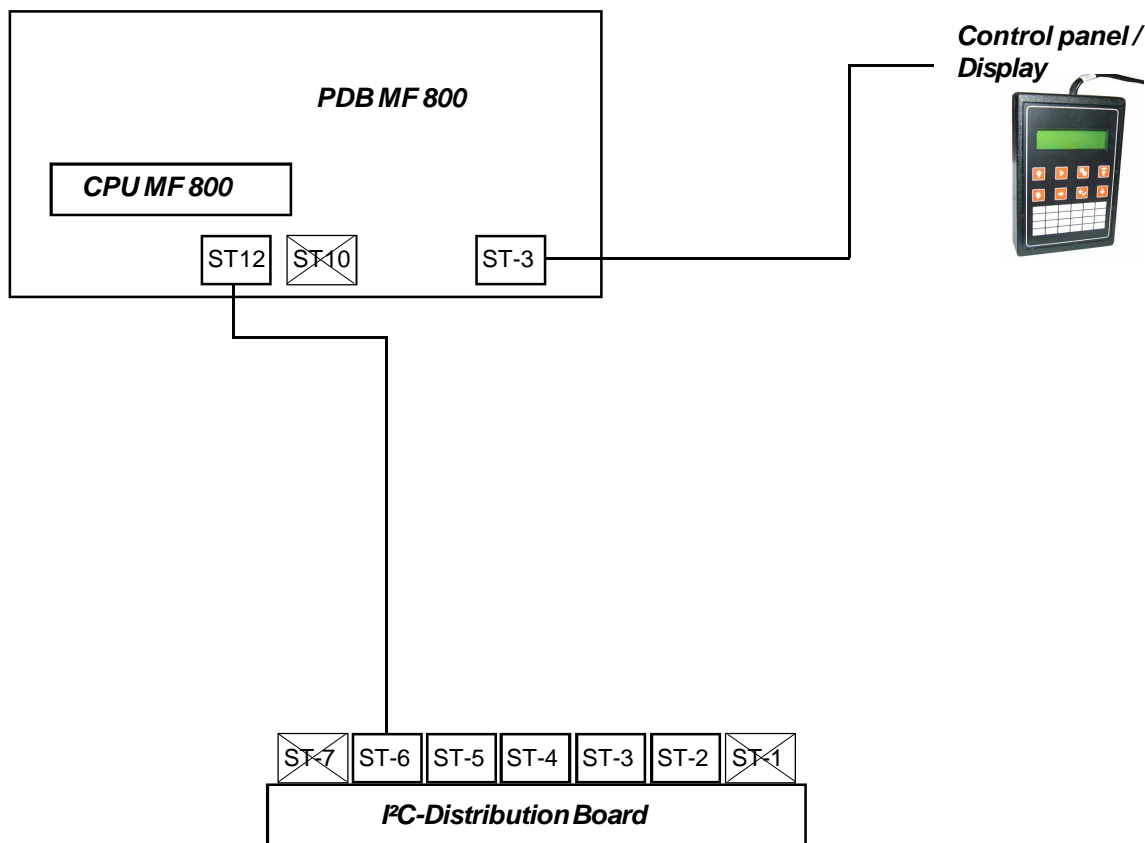 Control panel /
Display
PDB MF 800
CPU MF 800
ST12 ST10 ST-3
ST-7 ST-6 ST-5 ST-4 ST-3 ST-2 ST-1
I²C-Distribution Board